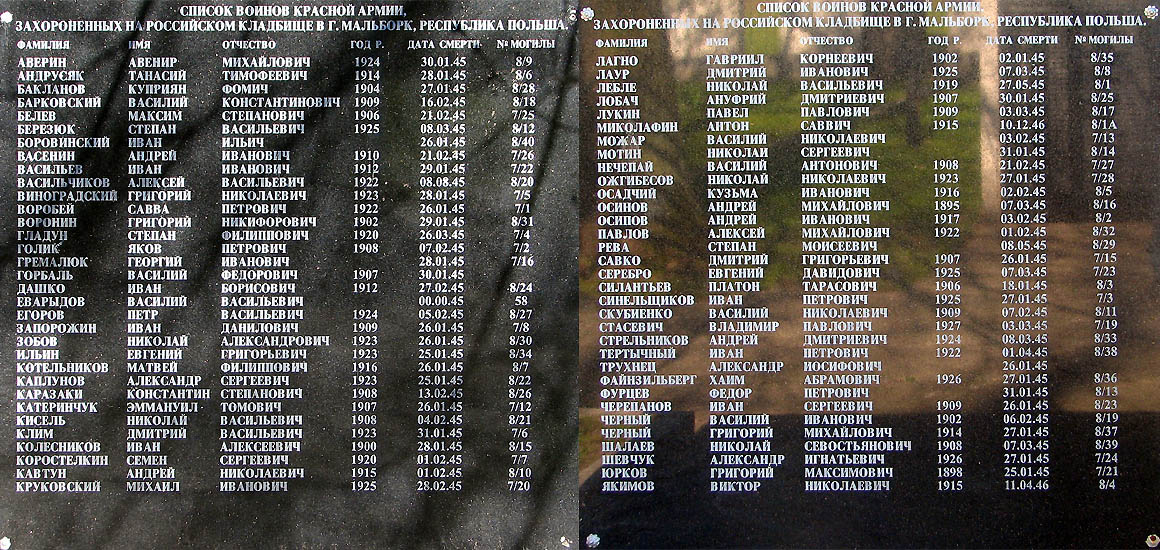 СПИСОК ВОИНОВ КРАСНОЙ АРМИИ,
ЗАХОРОНЕННЫХ НА РОССИЙСКОМ КЛАДБИЩЕ В Г. МАЛЬБОРК, РЕСПУБЛИКА ПОЛЬША.
ФАМИЛИЯ ИМЯ ОТЧЕСТВО ГОД Р. ДАТА СМЕРТИ № МОГИЛЫ
АВЕРИН АВЕНИР МИХАЙЛОВИЧ 1924 30.01.45 8/9
АНДРУСЯК ТАНАСИЙ ТИМОФЕЕВИЧ 1914 28.01.45 8/6
БАКЛАНОВ КУПРИЯН ФОМИЧ 1904 27.01.45 8/28
БАРКОВСКИЙ ВАСИЛИЙ КОНСТАНТИНОВИЧ 1909 16.02.45 8/18
БЕЛЕВ МАКСИМ СТЕПАНОВИЧ 1906 21.02.45 7/25
БЕРЕЗЮК СТЕПАН ВАСИЛЬЕВИЧ 1925 08.03.45 8/12
БОРОВИНСКИЙ ИВАН ИЛЬИЧ 26.01.45 8/40
ВАСЕНИН АНДРЕЙ ИВАНОВИЧ 1910 21.02.45 7/26
ВАСИЛЬЕВ ИВАН ИВАНОВИЧ 1912 29.01.45 7/22
ВАСИЛЬЧИКОВ АЛЕКСЕЙ ВАСИЛЬЕВИЧ 1922 08.08.45 8/20
ВИНОГРАДСКИЙ ГРИГОРИЙ НИКОЛАЕВИЧ 1923 28.01.45 7/5
ВОРОБЕЙ САВВА ПЕТРОВИЧ 1922 26.01.45 7/1
ВОРОНИН ГРИГОРИЙ НИКИФОРОВИЧ 1902 29.01.45 8/31
ГЛАДУН СТЕПАН ФИЛИППОВИЧ 1920 26.03.45 7/4
ГОЛИК ЯКОВ ПЕТРОВИЧ 1908 07.02.45 7/2
ГРЕМАЛЮК ГЕОРГИЙ ИВАНОВИЧ 28.01.45 7/16
ГОРБАЛЬ ВАСИЛИЙ ФЕДОРОВИЧ 1907 30.01.45
ДАШКО ИВАН БОРИСОВИЧ 1912 27.02.45 8/24
ЕВАРЫДОВ ВАСИЛИЙ ВАСИЛЬЕВИЧ 00.00.45 58
ЕГОРОВ ПЕТР ВАСИЛЬЕВИЧ 1924 05.02.45 8/27
ЗАПОРОЖИН ИВАН ДАНИЛОВИЧ 1909 26.01.45 7/8
ЗОБОВ НИКОЛАЙ АЛЕКСАНДРОВИЧ 1923 26.01.45 8/30
ИЛЬИН ЕВГЕНИЙ ГРИГОРЬЕВИЧ 1923 25.01.45 8/34
КОТЕЛЬНИКОВ МАТВЕЙ ФИЛИППОВИЧ 1916 26.01.45 8/7
КАПЛУНОВ АЛЕКСАНДР СЕРГЕЕВИЧ 1923 25.01.45 8/22
КАРАЗАКИ КОНСТАНТИН СТЕПАНОВИЧ 1908 13.02.45 8/26
КАТЕРИНЧУК ЭММАНУИЛ ТОМОВИЧ 1907 26.01.45 7/12
КИСЕЛЬ НИКОЛАЙ ВАСИЛЬЕВИЧ 1908 04.02.45 8/21
КЛИМ ДМИТРИЙ ВАСИЛЬЕВИЧ 1923 31.01.45 7/6
КОЛЕСНИКОВ ИВАН АЛЕКСЕЕВИЧ 1900 28.01.45 8/15
КОРОСТЕЛКИН СЕМЕН СЕРГЕЕВИЧ 1920 01.02.45 7/7
КАВТУН АНДРЕЙ НИКОЛАЕВИЧ 1915 01.02.45 8/10
КРУКОВСКИЙ МИХАИЛ ИВАНОВИЧ 1925 28.02.45 7/20
СПИСОК ВОИНОВ КРАСНОЙ АРМИИ,
ЗАХОРОНЕННЫХ НА РОССИЙСКОМ КЛАДБИЩЕ В Г. МАЛЬБОРК, РЕСПУБЛИКА ПОЛЬША.
ФАМИЛИЯ ИМЯ ОТЧЕСТВО ГОД Р. ДАТА СМЕРТИ № МОГИЛЫ
ЛАГНО ГАВРИИЛ КОРНЕЕВИЧ 1902 02.01.45 8/35
ЛАУР ДМИТРИЙ ИВАНОВИЧ 1925 07.03.45 8/8
ЛЕБЛЕ НИКОЛАЙ ВАСИЛЬЕВИЧ 1919 27.05.45 8/1
ЛОБАЧ АНУФРИЙ ДМИТРИЕВИЧ 1907 30.01.45 8/25
ЛУКИН ПАВЕЛ ПАВЛОВИЧ 1909 03.03.45 8/17
МИКОЛАФИН АНТОН САВВИЧ 1915 10.12.46 8/1А
МОЖАР ВАСИЛИЙ НИКОЛАЕВИЧ 03.02.45 7/13
МОТИН НИКОЛАЙ СЕРГЕЕВИЧ 31.01.45 8/14
НЕЧЕПАЙ ВАСИЛИЙ АНТОНОВИЧ 1908 21.02.45 7/27
ОЖГИБЕСОВ НИКОЛАЙ НИКОЛАЕВИЧ 1923 27.01.45 7/28
ОСАДЧИЙ КУЗЬМА ИВАНОВИЧ 1916 02.02.45 8/5
ОСИНОВ АНДРЕЙ МИХАЙЛОВИЧ 1895 07.03.45 8/16
ОСИПОВ АНДРЕЙ ИВАНОВИЧ 1917 03.02.45 8/2
ПАВЛОВ АЛЕКСЕЙ МИХАЙЛОВИЧ 1922 01.02.45 8/32
РЕВА СТЕПАН МОИСЕЕВИЧ 08.05.45 8/29
САВКО ДМИТРИЙ ГРИГОРЬЕВИЧ 1907 26.01.45 7/15
СЕРЕБРО ЕВГЕНИЙ ДАВИДОВИЧ 1925 07.03.45 7/23
СИЛАНТЬЕВ ПЛАТОН ТАРАСОВИЧ 1906 18.01.45 8/3
СИНЕЛЬЩИКОВ ИВАН ПЕТРОВИЧ 1925 27.01.45 7/3
СКУБИЕНКО ВАСИЛИЙ НИКОЛАЕВИЧ 1909 07.02.45 8/11
СТАСЕВИЧ ВЛАДИМИР ПАВЛОВИЧ 1927 03.03.45 7/19
СТРЕЛЬНИКОВ АНДРЕЙ ДМИТРИЕВИЧ 1924 08.03.45 8/33
ТЕРТЫЧНЫЙ ИВАН ПЕТРОВИЧ 1922 01.04.45 8/38
ТРУХНЕЦ АЛЕКСАНДР ИОСИФОВИЧ 26.01.45
ФАЙНЗИЛЬБЕРГ ХАИМ АБРАМОВИЧ 1926 27.01.45 8/36
ФУРЦЕВ ФЕДОР ПЕТРОВИЧ 31.01.45 8/13
ЧЕРЕПАНОВ ИВАН СЕРГЕЕВИЧ 1909 26.01.45 8/23
ЧЕРНЫЙ ВАСИЛИЙ ИВАНОВИЧ 1902 06.02.45 8/19
ЧЕРНЫЙ ГРИГОРИЙ МИХАЙЛОВИЧ 1914 27.01.45 8/37
ШАЛАЕВ НИКОЛАЙ СЕВОСТЬЯНОВИЧ 1908 07.03.45 8/39
ШЕВЧУК АЛЕКСАНДР ИГНАТЬЕВИЧ 1926 27.01.45 7/24
ЮРКОВ ГРИГОРИЙ МАКСИМОВИЧ 1898 25.01.45 7/21
ЯКИМОВ ВИКТОР НИКОЛАЕВИЧ 1915 11.04.46 8/4